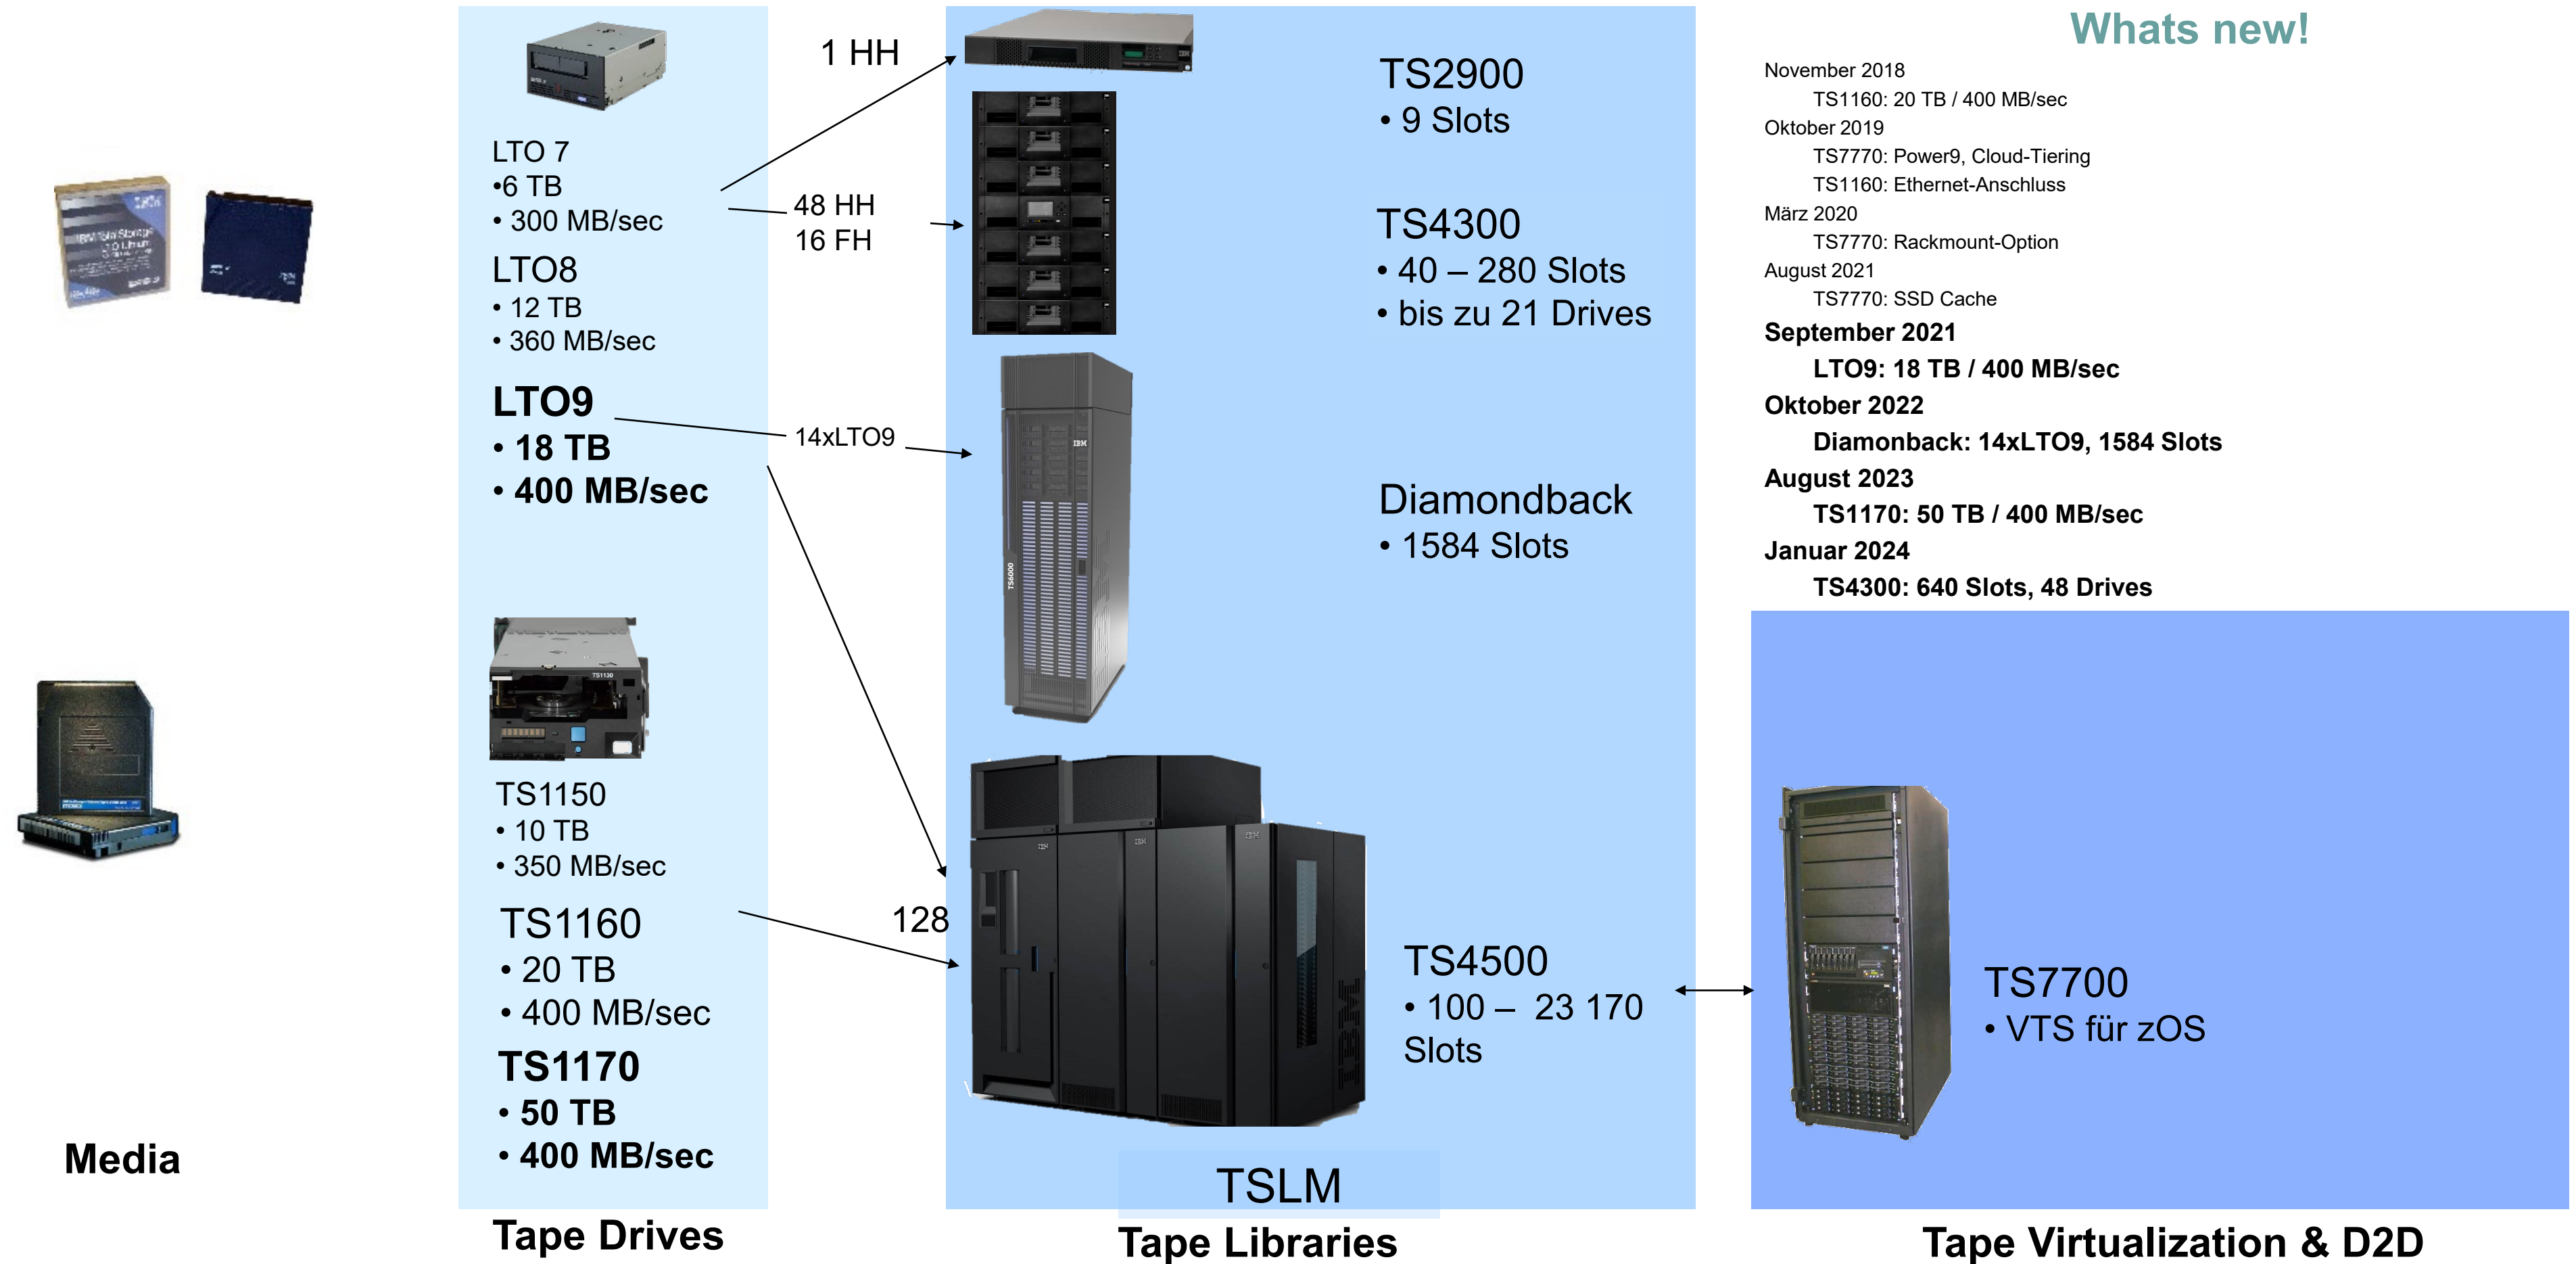 Media
LTO 7
•6 TB
• 300 MB/sec
LTO8
• 12 TB
• 360 MB/sec
LTO9
• 18 TB
• 400 MB/sec
TS1130
TS1150
• 10 TB
• 350 MB/sec
TS1160
• 20 TB
• 400 MB/sec
TS1170
• 50 TB
• 400 MB/sec
Tape Drives
1 HH
48 HH
16 FH
14xLTO9
128
TS2900
• 9 Slots
TS4300
• 40 – 280 Slots
• bis zu 21 Drives
IBM
TS6000
Diamondback
• 1584 Slots
IBM
IBM
IBM
IBM
TS4500
• 100 – 23 170
Slots
TSLM
Tape Libraries
Whats new!
November 2018
TS1160: 20 TB / 400 MB/sec
Oktober 2019
TS7770: Power9, Cloud-Tiering
TS1160: Ethernet-Anschluss
März 2020
TS7770: Rackmount-Option
August 2021
TS7770: SSD Cache
September 2021
LTO9: 18 TB / 400 MB/sec
Oktober 2022
Diamonback: 14xLTO9, 1584 Slots
August 2023
TS1170: 50 TB / 400 MB/sec
Januar 2024
TS4300: 640 Slots, 48 Drives
TS7700
• VTS für zOS
Tape Virtualization & D2D